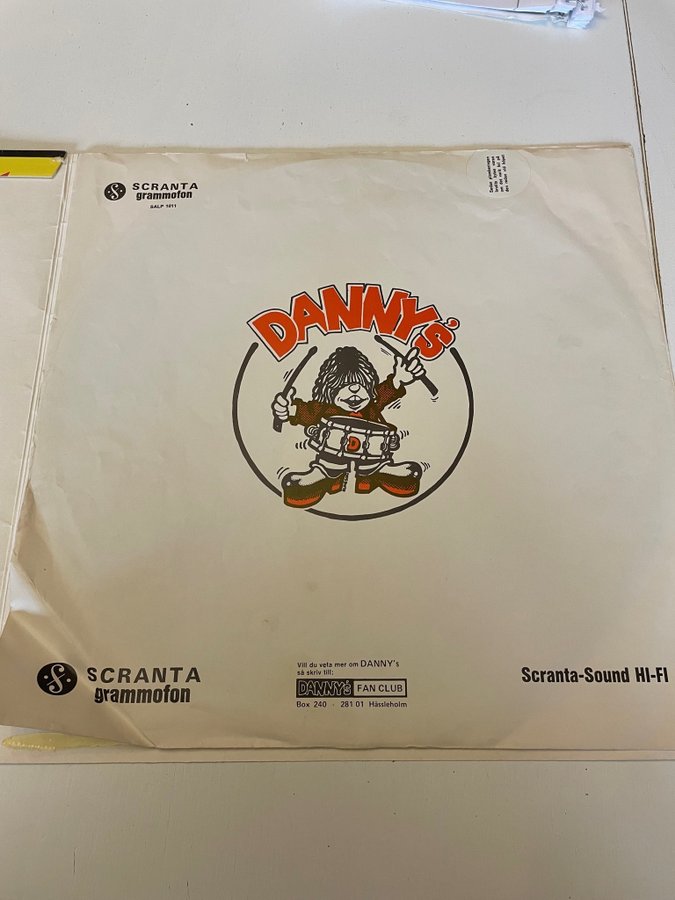 SCRANTA
grammofon
SALP 1011
DANNY's
D
SCRANTA
grammofon
Vill du veta mer om DANNY's
så skriv till;
DANNY's FAN CLUB
Box 240 - 281 01 Hässleholm
Scranta-Sound HI-FI